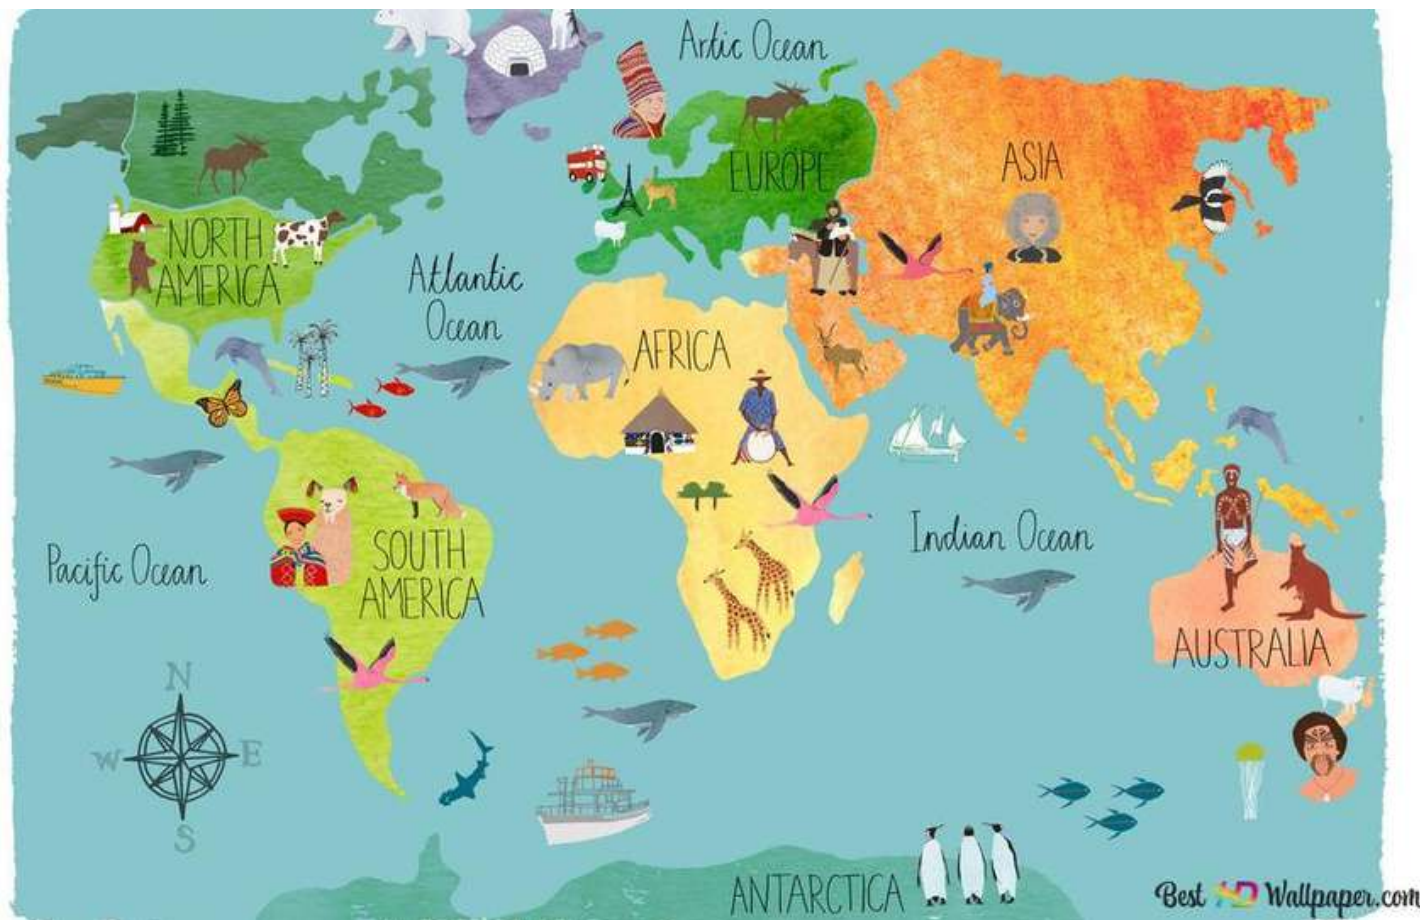 Artic Ocean
EUROPE
ASIA
NORTH
AMERICA
Atlantic
Ocean
AFRICA
Pacific Ocean
SOUTH
AMERICA
Indian Ocean
AUSTRALIA
N
W E
S
ANTARCTICA
Best HD Wallpaper.com